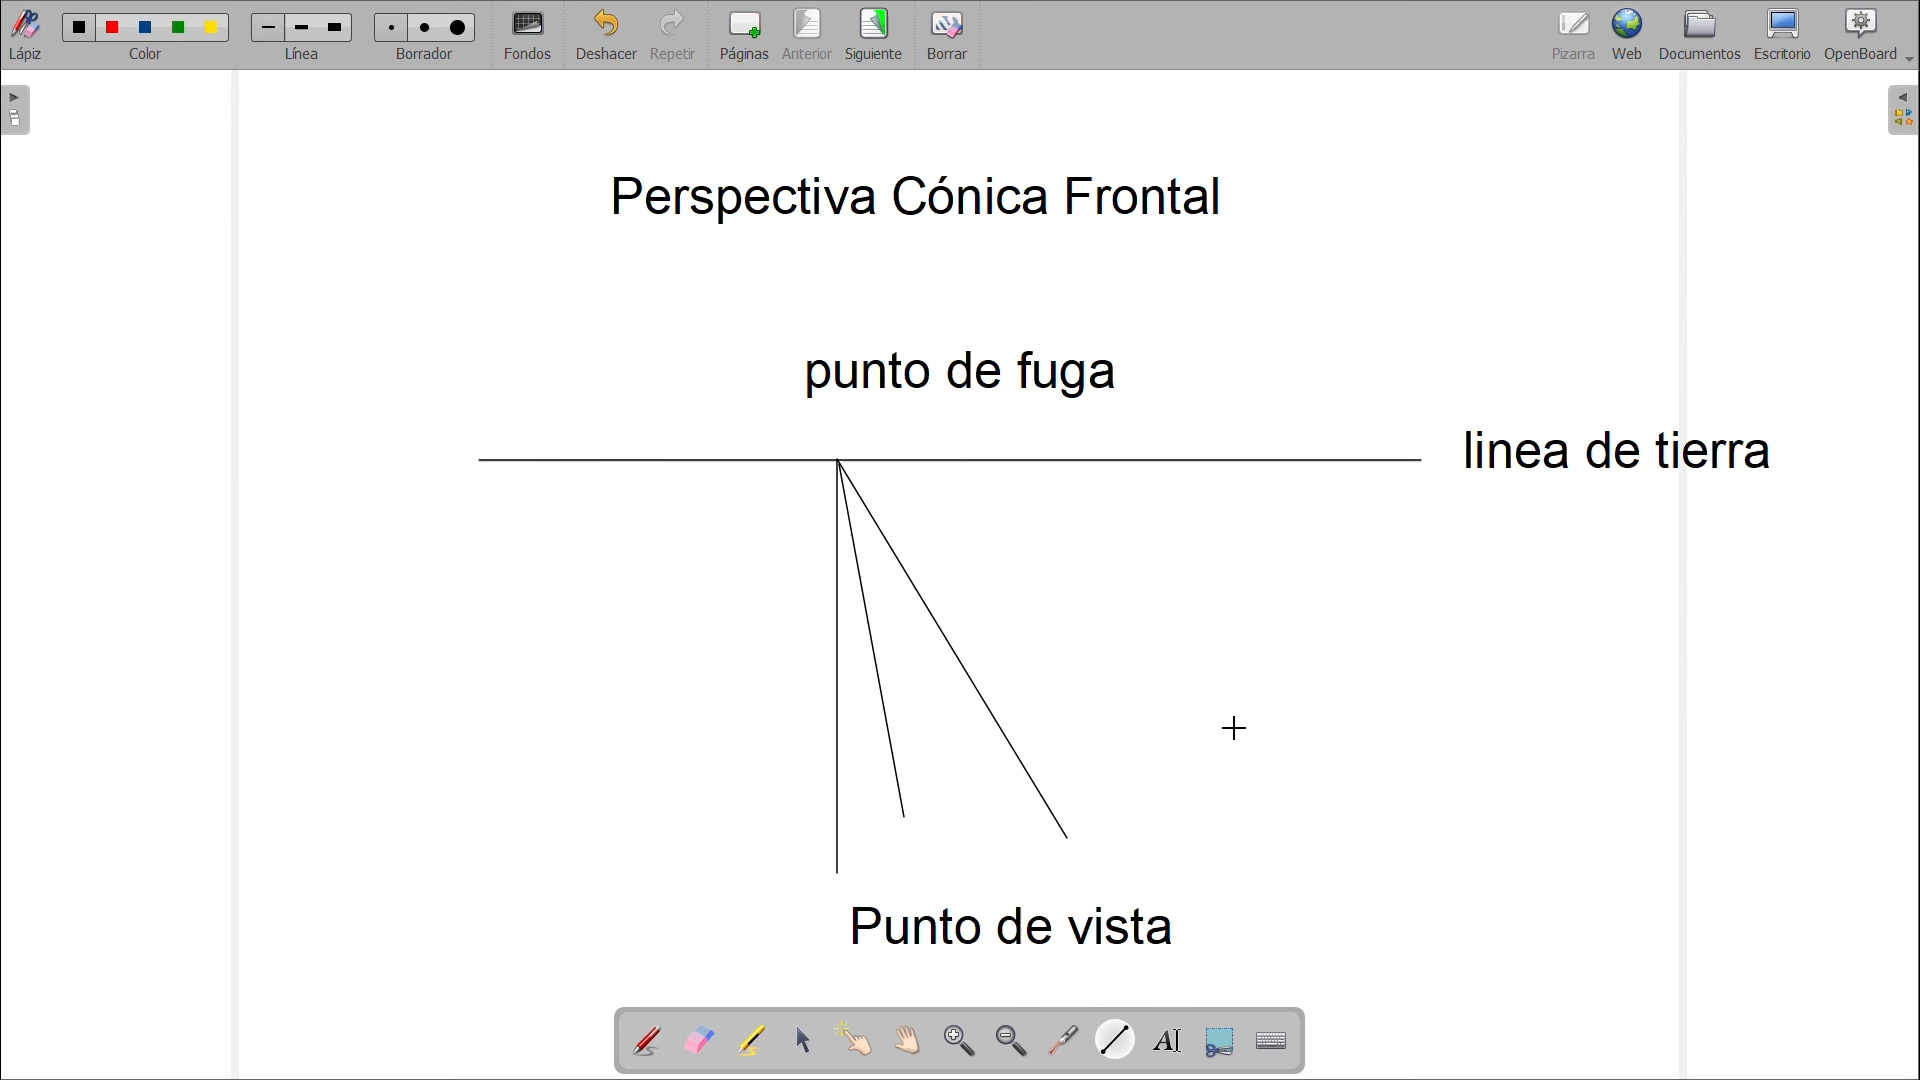 Lápiz
Color
Línea
Borrador
Fondos
Deshacer
Repetir
Páginas
Anterior
Siguiente
Borrar
Pizarra
Web
Documentos
Escritorio
OpenBoard
Perspectiva Cónica Frontal
punto de fuga
linea de tierra
Punto de vista